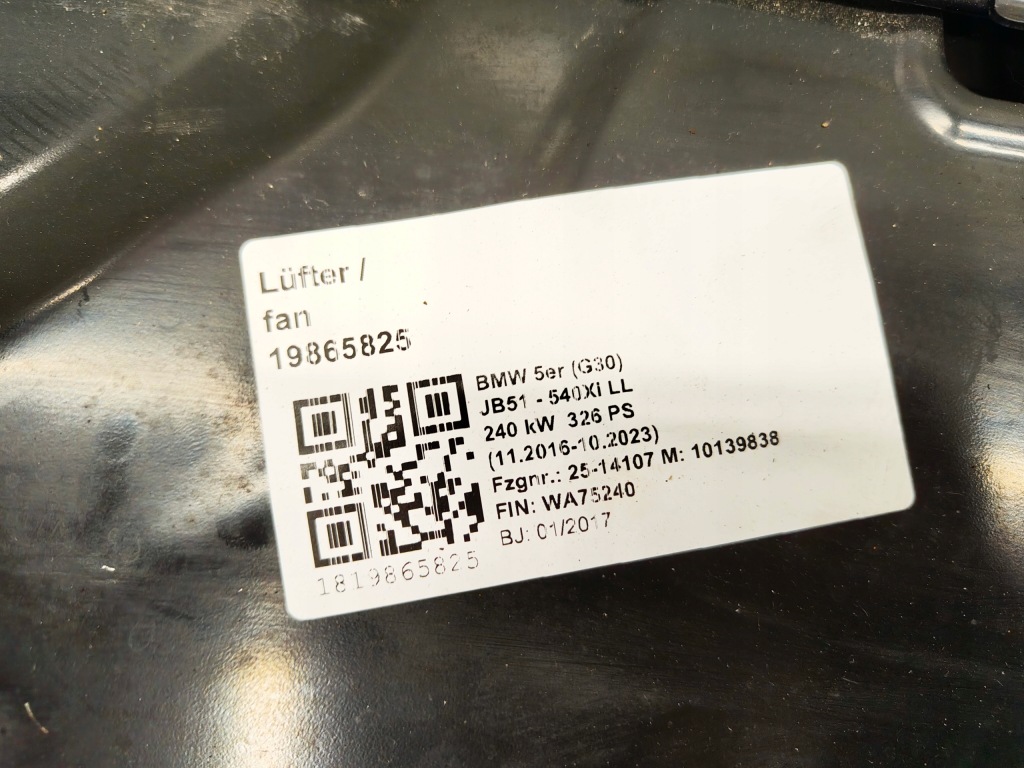 Lüfter /
fan
19865825
BMW 5er (G30)
JB51 - 540Xi LL
240 kW 326 PS
(11.2016-10.2023)
Fzgnr.: 25-14107 M: 10139838
FIN: WA75240
BJ: 01/2017
1819865825